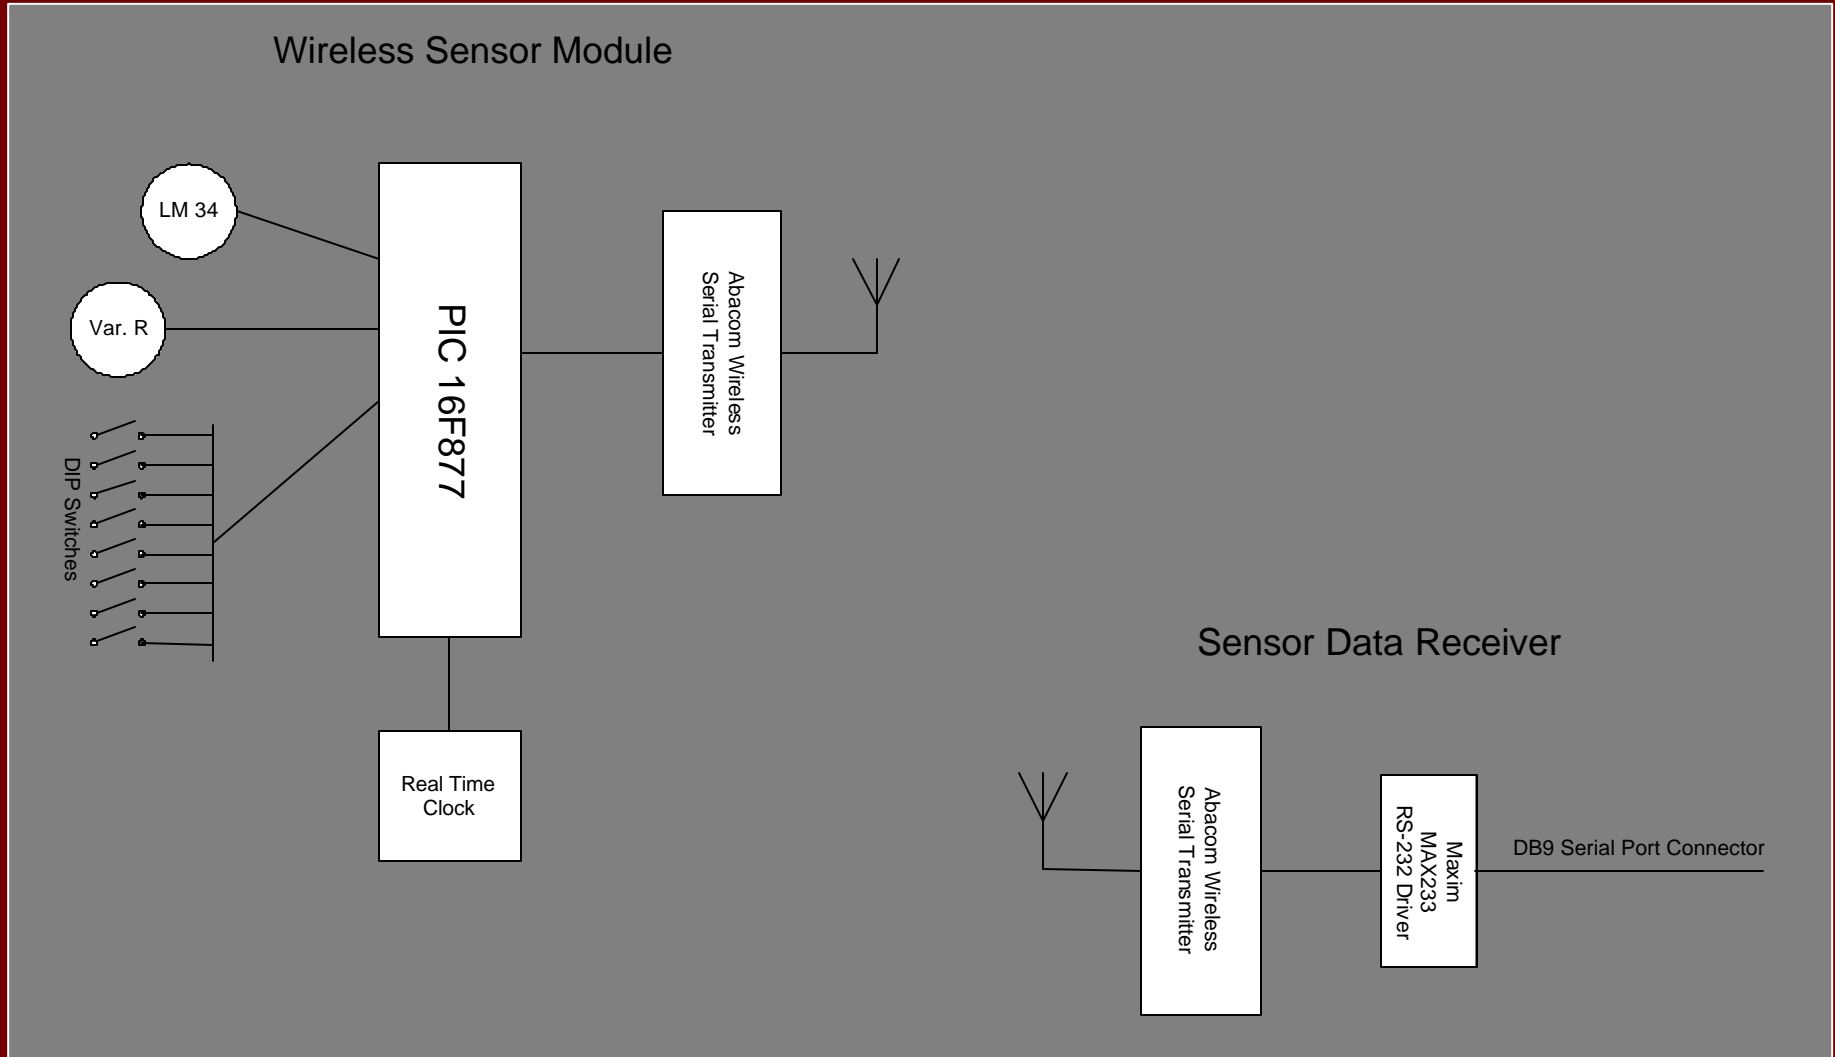 Wireless Sensor Module
LM 34
Var. R
DIP Switches
PIC 16F877
Abacom Wireless
Serial Transmitter
Real Time
Clock
Sensor Data Receiver
Abacom Wireless
Serial Transmitter
Maxim
MAX233
RS-232 Driver
DB9 Serial Port Connector